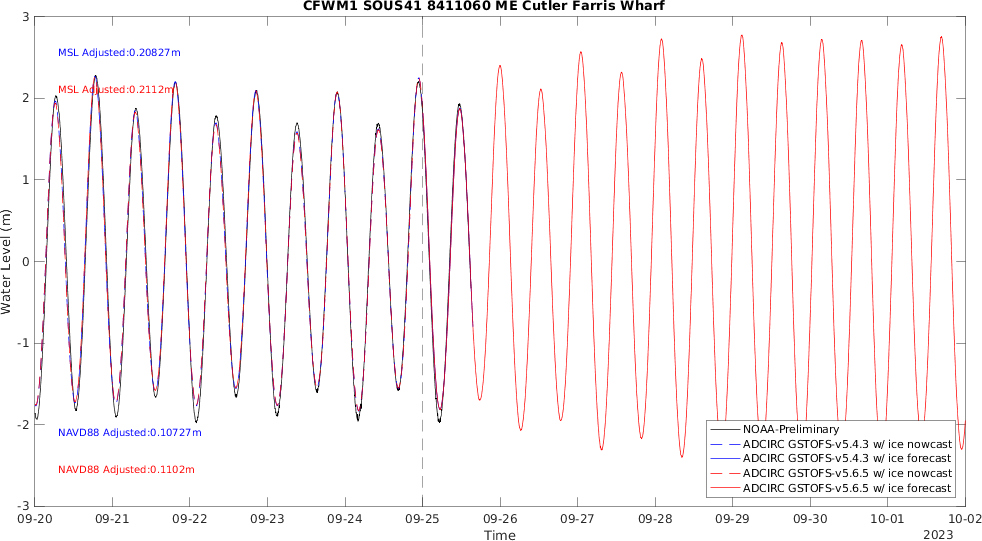 CFWM1 SOUS41 8411060 ME Cutler Farris Wharf
3
2
1
0
-1
-2
-3
Water Level (m)
MSL Adjusted:0.20827m
MSL Adjusted:0.2112m
NAVD88 Adjusted:0.10727m
NAVD88 Adjusted:0.1102m
NOAA-Preliminary
ADCIRC GSTOFS-v5.4.3 w/ ice nowcast
ADCIRC GSTOFS-v5.4.3 w/ ice forecast
ADCIRC GSTOFS-v5.6.5 w/ ice nowcast
ADCIRC GSTOFS-v5.6.5 w/ ice forecast
09-20 09-21 09-22 09-23 09-24 09-25 09-26 09-27 09-28 09-29 09-30 10-01 10-02
Time
2023